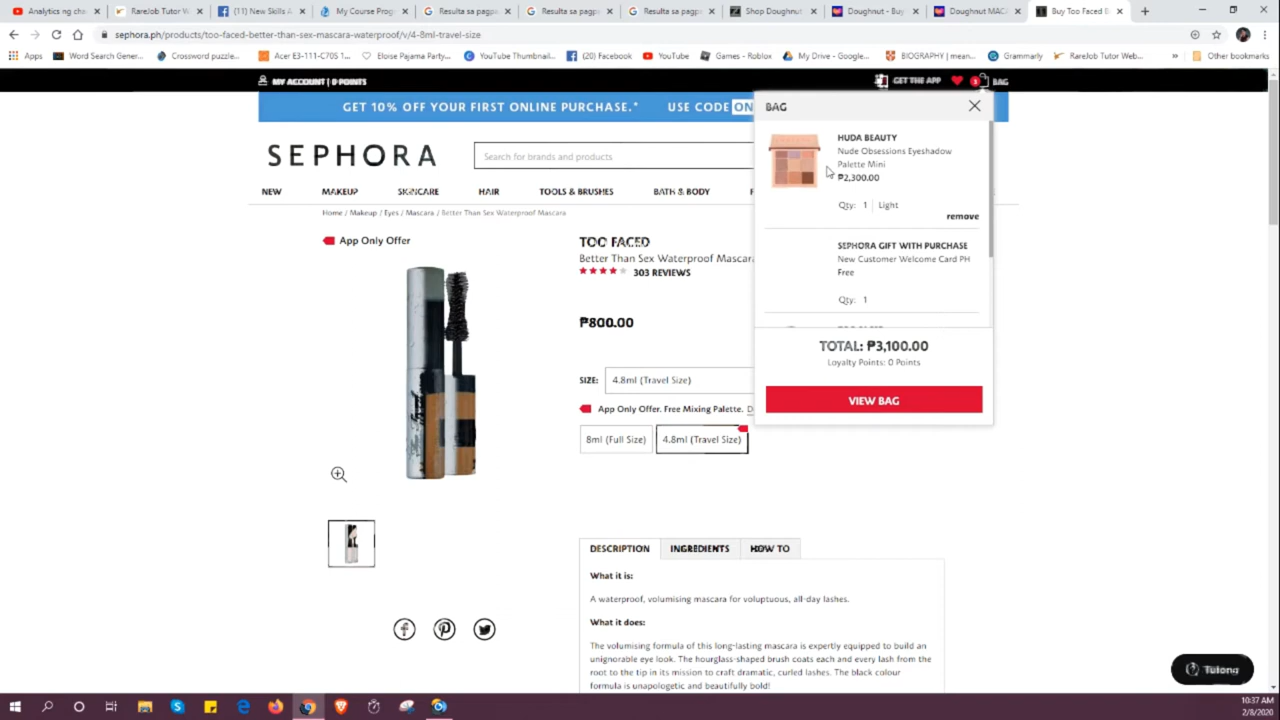 Analytics ng cha
RareJob Tutor W
(11) New Skills A
My Course Prog
Resulta sa pagpa
Resulta sa pagp
Resulta sa pagpa
Shop Doughnut
Doughnut - Buy
Doughnut MAC
Buy Too Faced B
sephora.ph/products/too-faced-better-than-sex-mascara-waterproof/v/4-8ml-travel-size
Apps
Word Search Gener...
Crossword puzzle...
Acer E3-111-C705 1...
Eloise Pajama Party...
YouTube Thumbnail...
(20) Facebook
YouTube
Games - Roblox
My Drive - Google...
BIOGRAPHY | mean...
Grammarly
RareJob Tutor Web...
»
Other bookmarks
MY ACCOUNT | 0 POINTS
GET THE APP
3
BAG
GET 10% OFF YOUR FIRST ONLINE PURCHASE.* USE CODE ON
BAG
SEPHORA
Search for brands and products
HUDA BEAUTY
Nude Obsessions Eyeshadow
Palette Mini
₱2,300.00
Qty: 1 | Light
remove
NEW
MAKEUP
SKINCARE
HAIR
TOOLS & BRUSHES
BATH & BODY
F
Home / Makeup / Eyes / Mascara / Better Than Sex Waterproof Mascara
App Only Offer
TOO FACED
Better Than Sex Waterproof Mascara
303 REVIEWS
SEPHORA GIFT WITH PURCHASE
New Customer Welcome Card PH
Free
Qty: 1
₱800.00
TOTAL: ₱3,100.00
Loyalty Points: 0 Points
VIEW BAG
SIZE:
4.8ml (Travel Size)
App Only Offer. Free Mixing Palette. D
8ml (Full Size)
4.8ml (Travel Size)
DESCRIPTION
INGREDIENTS
HOW TO
What it is:
A waterproof, volumising mascara for voluptuous, all-day lashes.
What it does:
The volumising formula of this long-lasting mascara is expertly equipped to build an
unignorable eye look. The hourglass-shaped brush coats each and every lash from the
root to the tip in its mission to craft dramatic, curled lashes. The black colour
formula is unapologetic and beautifully bold!
Tulong
10:37 AM
2/8/2020